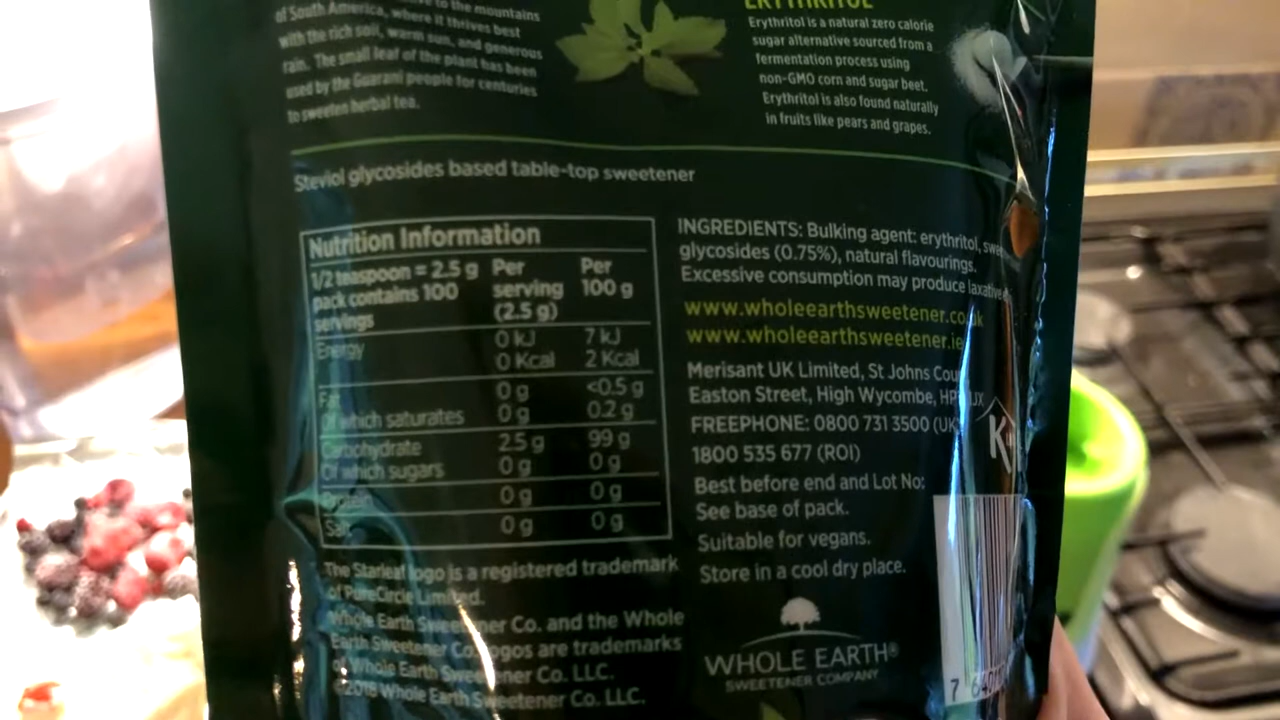 to the mountains
of South America, where it thrives best
with the rich soil, warm sun, and generous
rain. The small leaf of the plant has been
used by the Guarani people for centuries
to sweeten herbal tea.
ERYTHRITOL
Erythritol is a natural zero calorie
sugar alternative sourced from a
fermentation process using
non-GMO corn and sugar beet.
Erythritol is also found naturally
in fruits like pears and grapes.
Steviol glycosides based table-top sweetener
Nutrition Information
1/2 teaspoon = 2.5 g Per Per
pack contains 100 serving 100 g
servings (2.5 g)
Energy 0 kJ 7 kJ
0 Kcal 2 Kcal
Fat 0 g <0.5 g
Of which saturates 0 g 0.2 g
Carbohydrate 2.5 g 99 g
Of which sugars 0 g 0 g
Protein 0 g 0 g
Salt 0 g 0 g
The Starleaf logo is a registered trademark
of PureCircle Limited.
Whole Earth Sweetener Co. and the Whole
Earth Sweetener Co. logos are trademarks
of Whole Earth Sweetener Co. LLC.
©2018 Whole Earth Sweetener Co. LLC.
INGREDIENTS: Bulking agent: erythritol,
glycosides (0.75%), natural flavourings.
Excessive consumption may produce laxative
www.wholeearthsweetener.co.uk
www.wholeearthsweetener.ie
Merisant UK Limited, St Johns
Easton Street, High Wycombe,
FREEPHONE: 0800 731 3500 (UK
1800 535 677 (ROI)
Best before end and Lot No:
See base of pack.
Suitable for vegans.
Store in a cool dry place.
WHOLE EARTH®
SWEETENER COMPANY
K
7